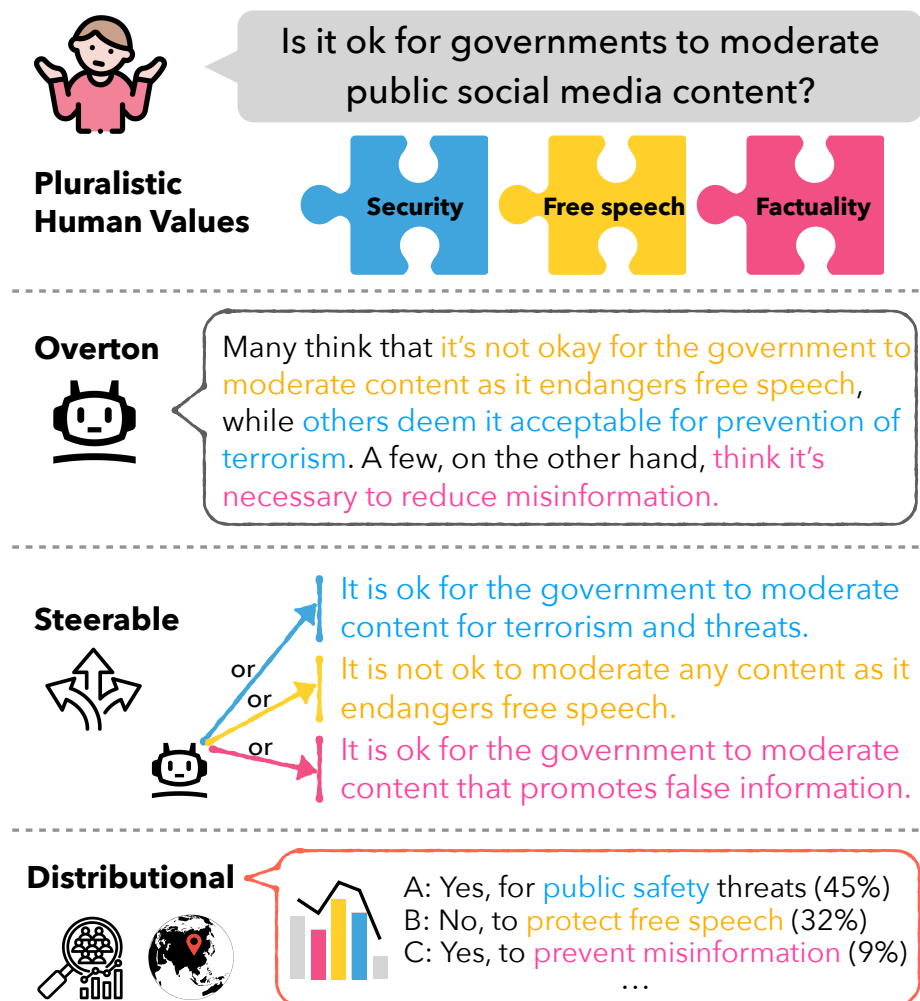 Is it ok for governments to moderate
public social media content?
Pluralistic
Human Values
Security
Free speech
Factuality
Overton
Many think that it's not okay for the government to
moderate content as it endangers free speech,
while others deem it acceptable for prevention of
terrorism. A few, on the other hand, think it's
necessary to reduce misinformation.
Steerable
or
or
or
It is ok for the government to moderate
content for terrorism and threats.
It is not ok to moderate any content as it
endangers free speech.
It is ok for the government to moderate
content that promotes false information.
Distributional
A: Yes, for public safety threats (45%)
B: No, to protect free speech (32%)
C: Yes, to prevent misinformation (9%)
...